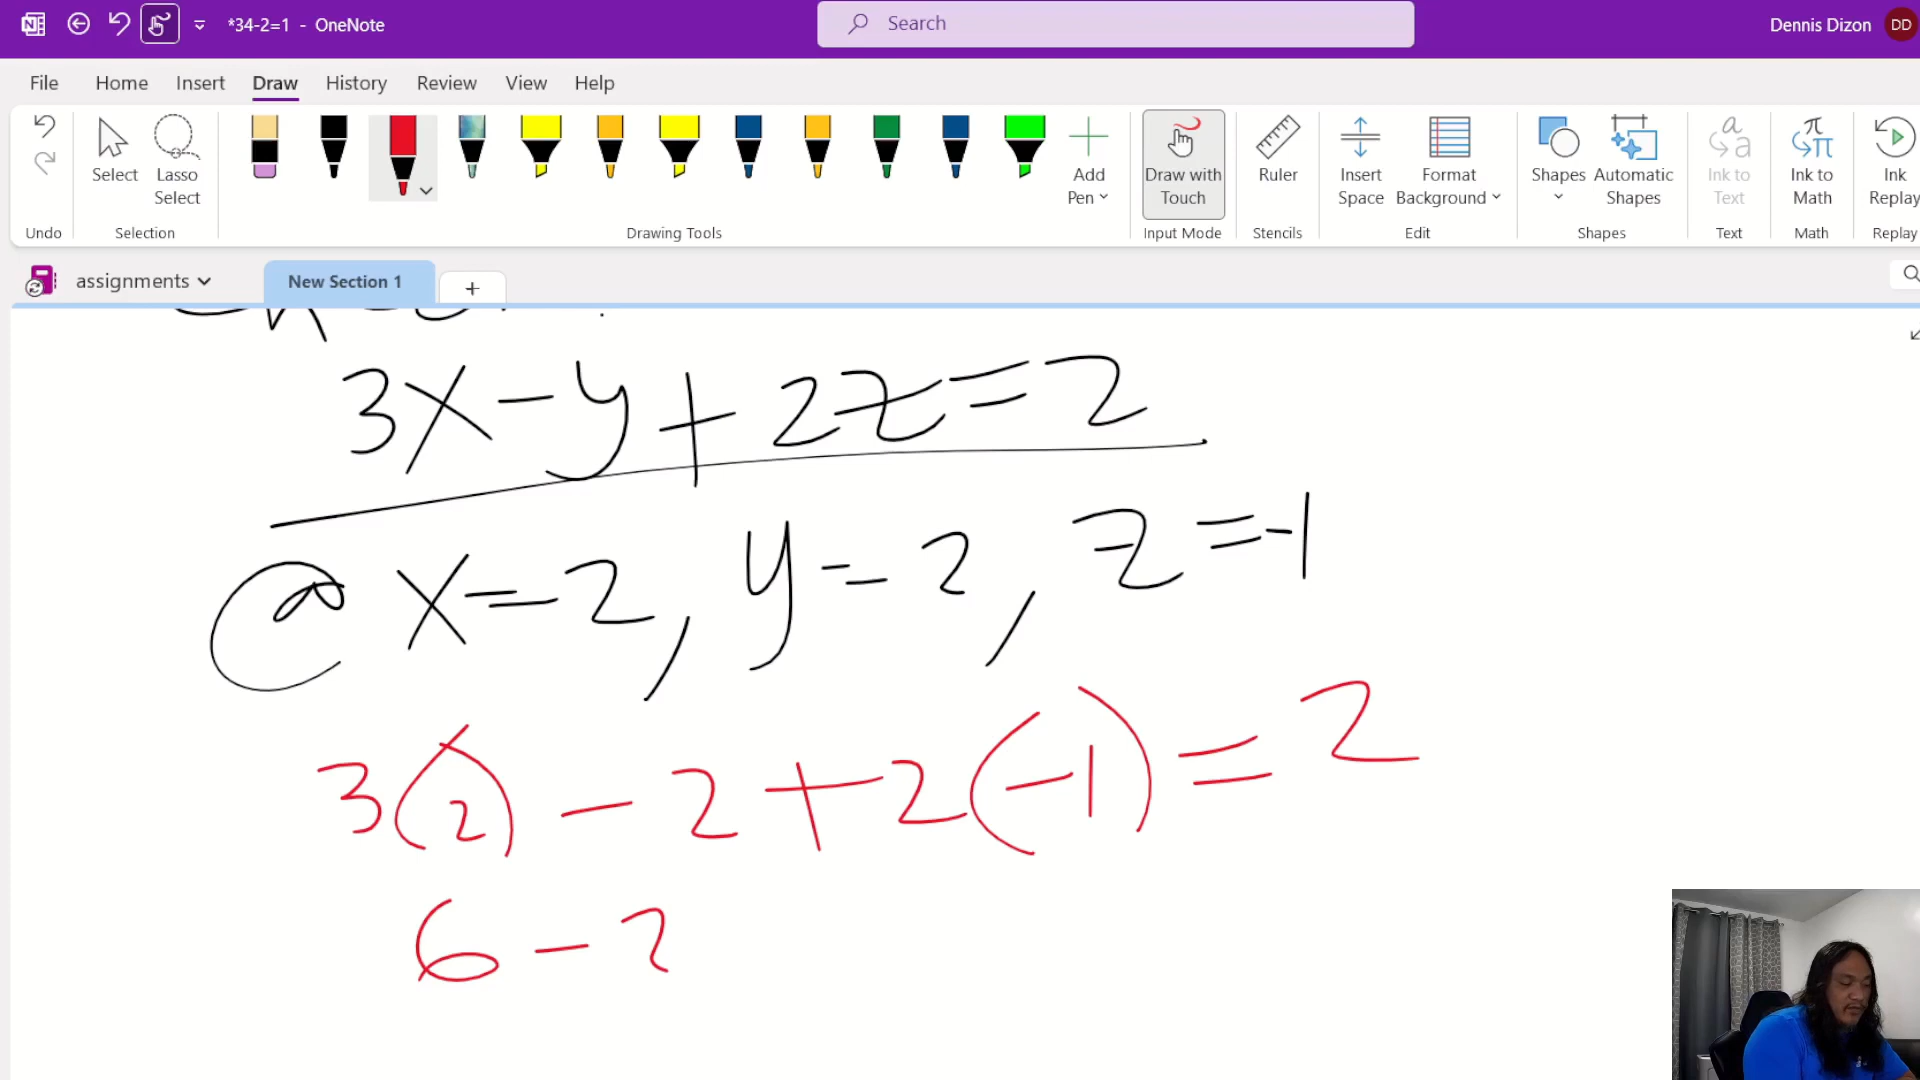 *34-2=1 - OneNote
Search
Dennis Dizon DD
File Home Insert Draw History Review View Help
Select
Lasso Select
Add Pen
Draw with Touch
Ruler
Insert Space
Format Background
Shapes
Automatic Shapes
Ink to Text
Ink to Math
Ink Replay
Undo Selection Drawing Tools Input Mode Stencils Edit Shapes Text Math Replay
assignments New Section 1 +
3x-y+2z=2
@ x=2, y=2, z=-1
3(2)-2+2(-1)=2
6-2